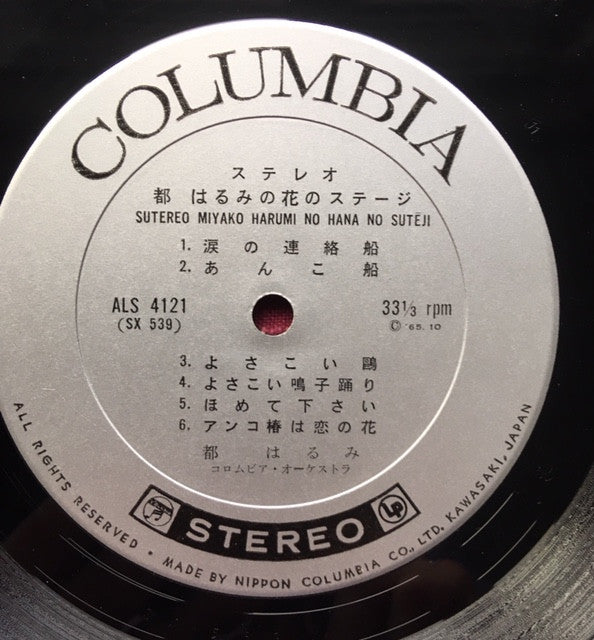 COLUMBIA
ステレオ
都 はるみの花のステージ
SUTEREO MIYAKO HARUMI NO HANA NO SUTĒJI
1. 涙の連絡船
2. あんこ船
ALS 4121
(SX 539)
33⅓ rpm
© '65.10
3. よさこい鷗
4. よさこい鳴子踊り
5. ほめて下さい
6. アンコ椿は恋の花
都 はるみ
コロムビア・オーケストラ
STEREO
LP
ALL RIGHTS RESERVED • MADE BY NIPPON COLUMBIA CO., LTD. KAWASAKI, JAPAN